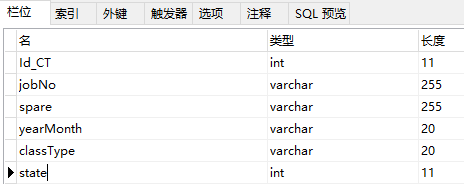 栏位 索引 外键 触发器 选项 注释 SQL 预览
名 类型 长度
Id_CT int 11
jobNo varchar 255
spare varchar 255
yearMonth varchar 20
classType varchar 20
state int 11